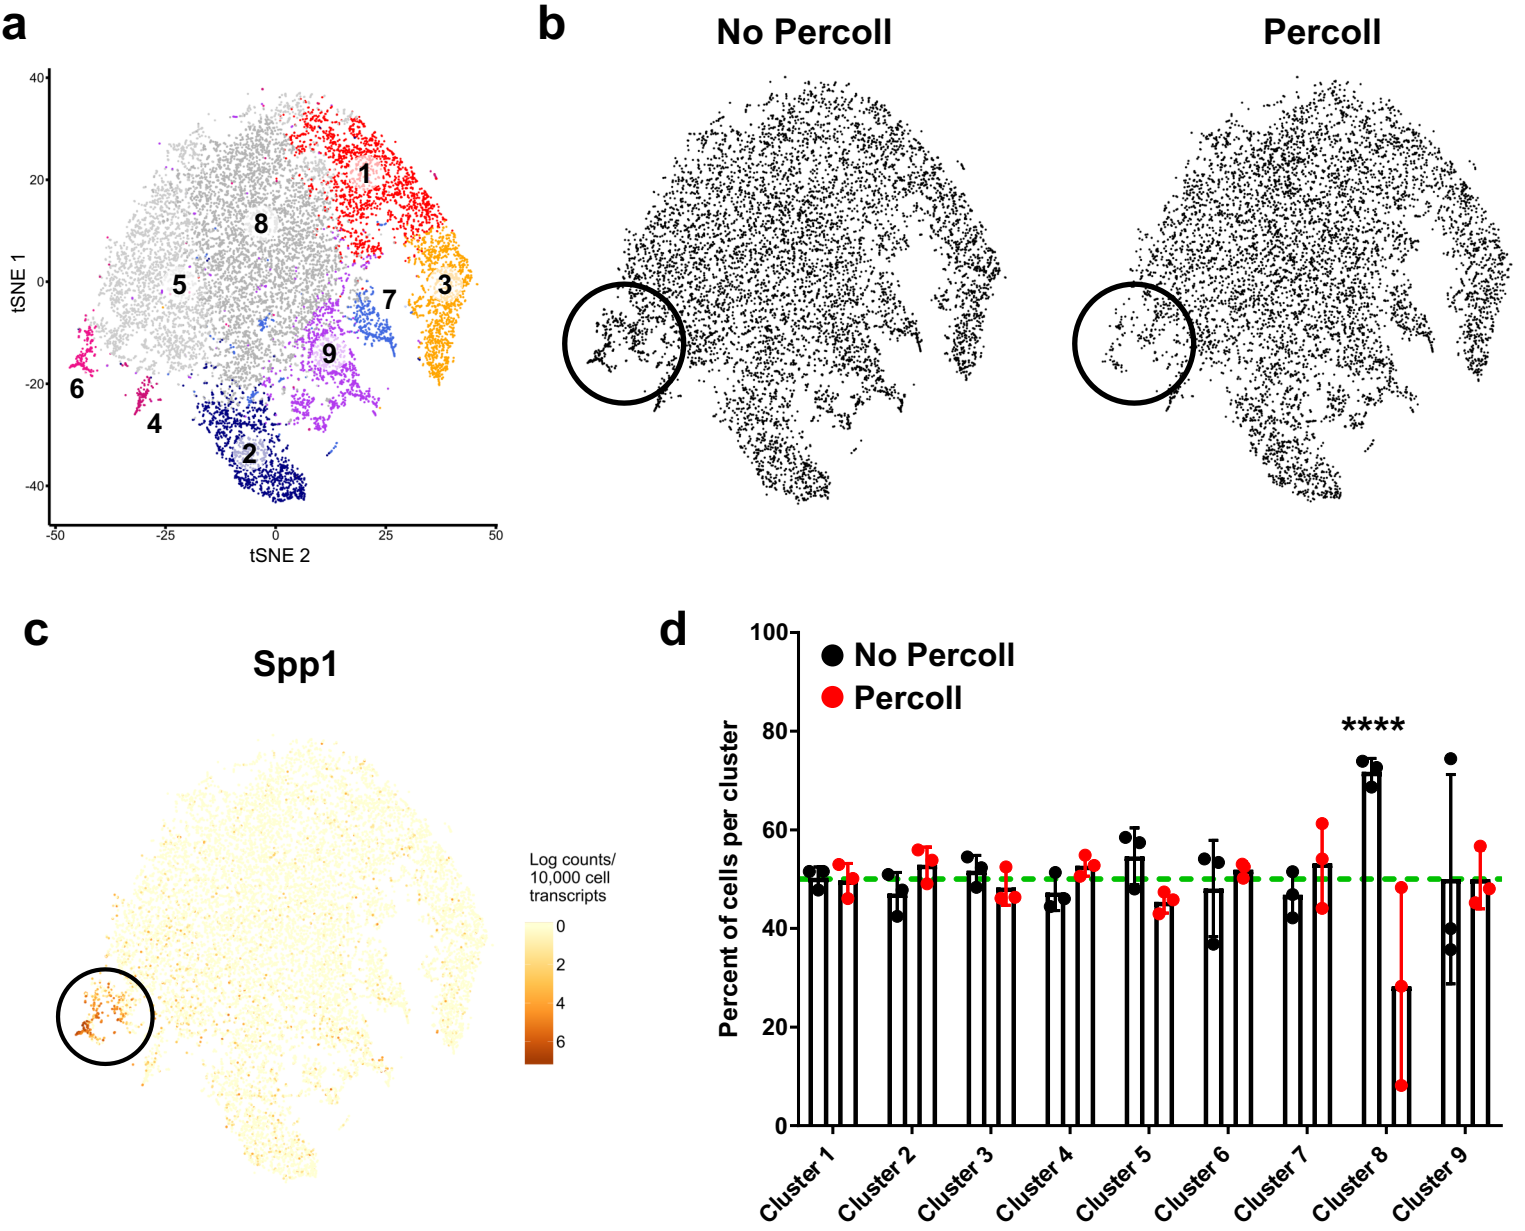 a
40
20
0
-20
-40
tSNE 1
-50
-25
0
25
50
tSNE 2
1
8
5
3
7
9
6
4
2
b
No Percoll
Percoll
c
Spp1
Log counts/
10,000 cell
transcripts
0
2
4
6
d
No Percoll
Percoll
100
80
60
40
20
0
Percent of cells per cluster
****
Cluster 1
Cluster 2
Cluster 3
Cluster 4
Cluster 5
Cluster 6
Cluster 7
Cluster 8
Cluster 9